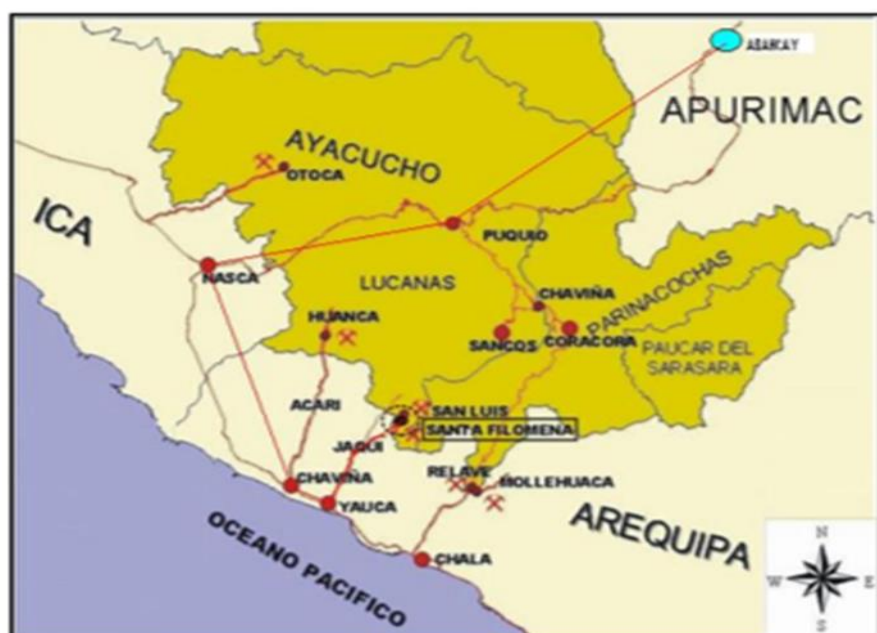 ABANCAY
APURIMAC
AYACUCHO
OTOCA
ICA
PUQUIO
NASCA
LUCANAS
CHAVIÑA
PARINACOCHAS
HUANCA
SANCOS
CORACORA
PAUCAR DEL
SARASARA
ACARI
SAN LUIS
SANTA FILOMENA
JAQUI
RELAVE
MOLLEHUACA
CHAVIÑA
YAUCA
AREQUIPA
OCEANO PACIFICO
CHALA
N
W
E
S